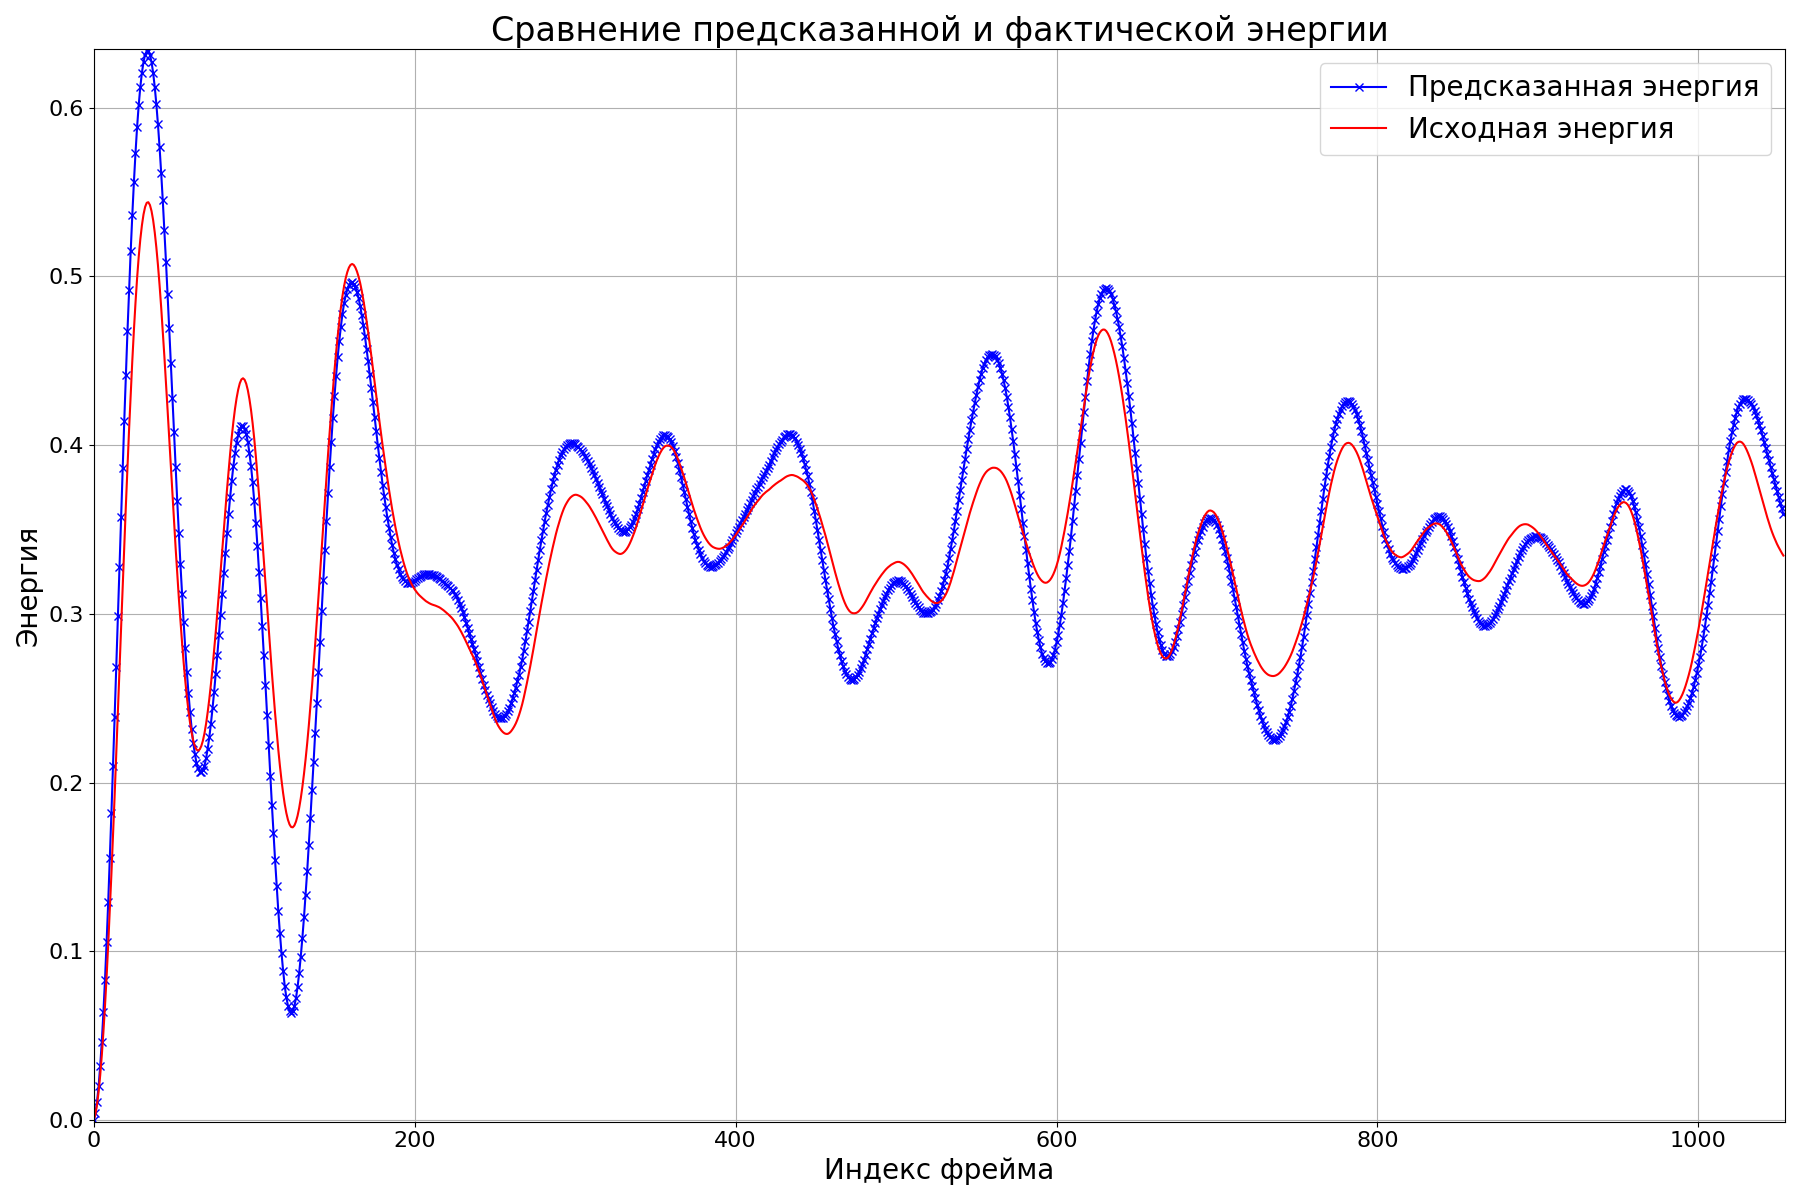 Сравнение предсказанной и фактической энергии
Предсказанная энергия
Исходная энергия
Энергия
0.6
0.5
0.4
0.3
0.2
0.1
0.0
0 200 400 600 800 1000
Индекс фрейма